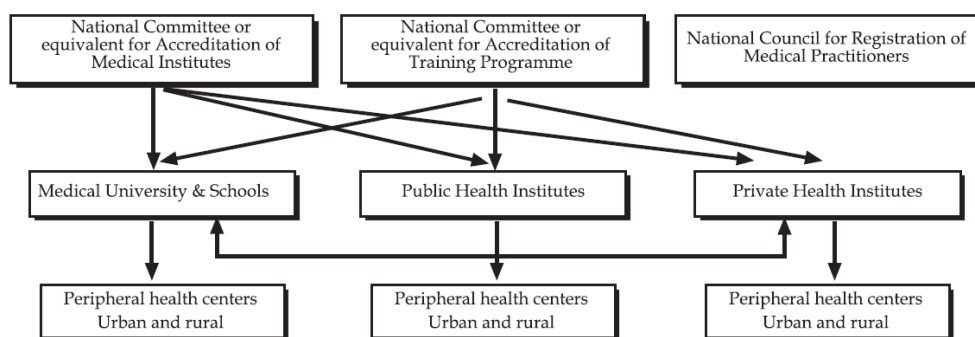 National Committee or
equivalent for Accreditation of
Medical Institutes
National Committee or
equivalent for Accreditation of
Training Programme
National Council for Registration of
Medical Practitioners
Medical University & Schools
Public Health Institutes
Private Health Institutes
Peripheral health centers
Urban and rural
Peripheral health centers
Urban and rural
Peripheral health centers
Urban and rural